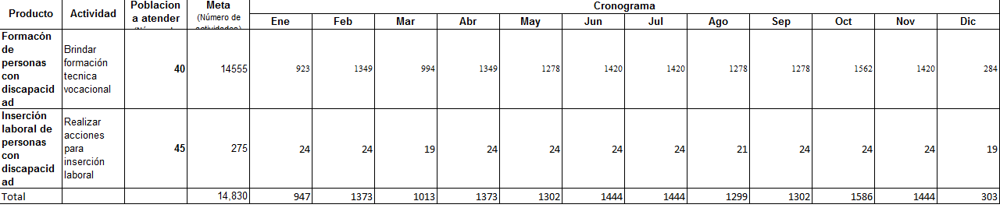 Producto Actividad Poblacion a atender Meta (Número de actividades) Cronograma
Ene Feb Mar Abr May Jun Jul Ago Sep Oct Nov Dic
Formacón de personas con discapacidad Brindar formación tecnica vocacional 40 14555 923 1349 994 1349 1278 1420 1420 1278 1278 1562 1420 284
Inserción laboral de personas con discapacidad Realizar acciones para inserción laboral 45 275 24 24 19 24 24 24 24 21 24 24 24 19
Total 14,830 947 1373 1013 1373 1302 1444 1444 1299 1302 1586 1444 303